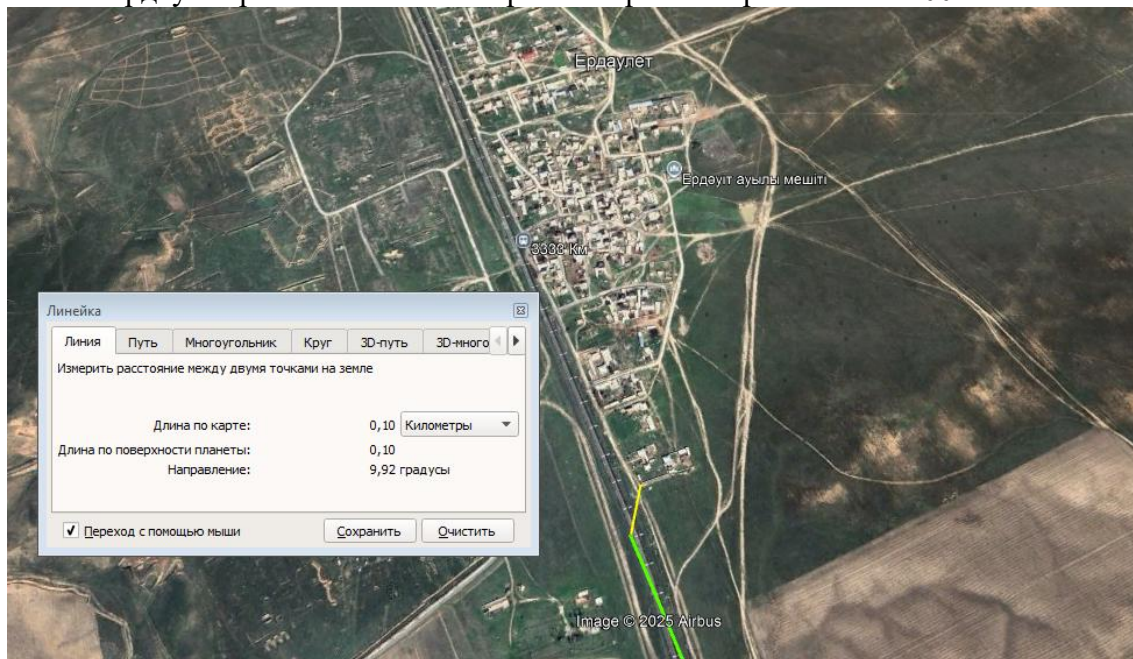 Ердаулет
Ердәуіт ауылы мешіті
3333 Км
Линейка
Линия Путь Многоугольник Круг 3D-путь 3D-много
Измерить расстояние между двумя точками на земле
Длина по карте: 0,10 Километры
Длина по поверхности планеты: 0,10
Направление: 9,92 градусы
Переход с помощью мыши Сохранить Очистить
Image © 2025 Airbus